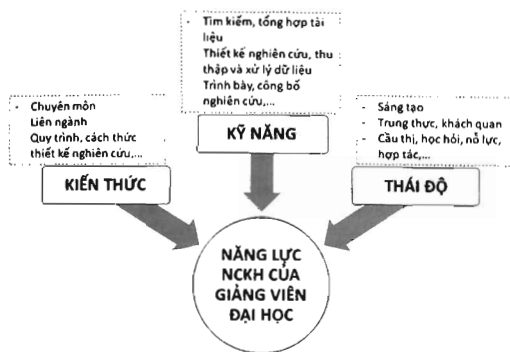 - Tìm kiếm, tổng hợp tài
liệu
Thiết kế nghiên cứu, thu
thập và xử lý dữ liệu
Trình bày, công bố
nghiên cứu,...
KỸ NĂNG
- Chuyên môn
Liên ngành
Quy trình, cách thức
thiết kế nghiên cứu,...
KIẾN THỨC
- Sáng tạo
- Trung thực, khách quan
- Cầu thị, học hỏi, nỗ lực,
hợp tác,...
THÁI ĐỘ
NĂNG LỰC
NCKH CỦA
GIẢNG VIÊN
ĐẠI HỌC